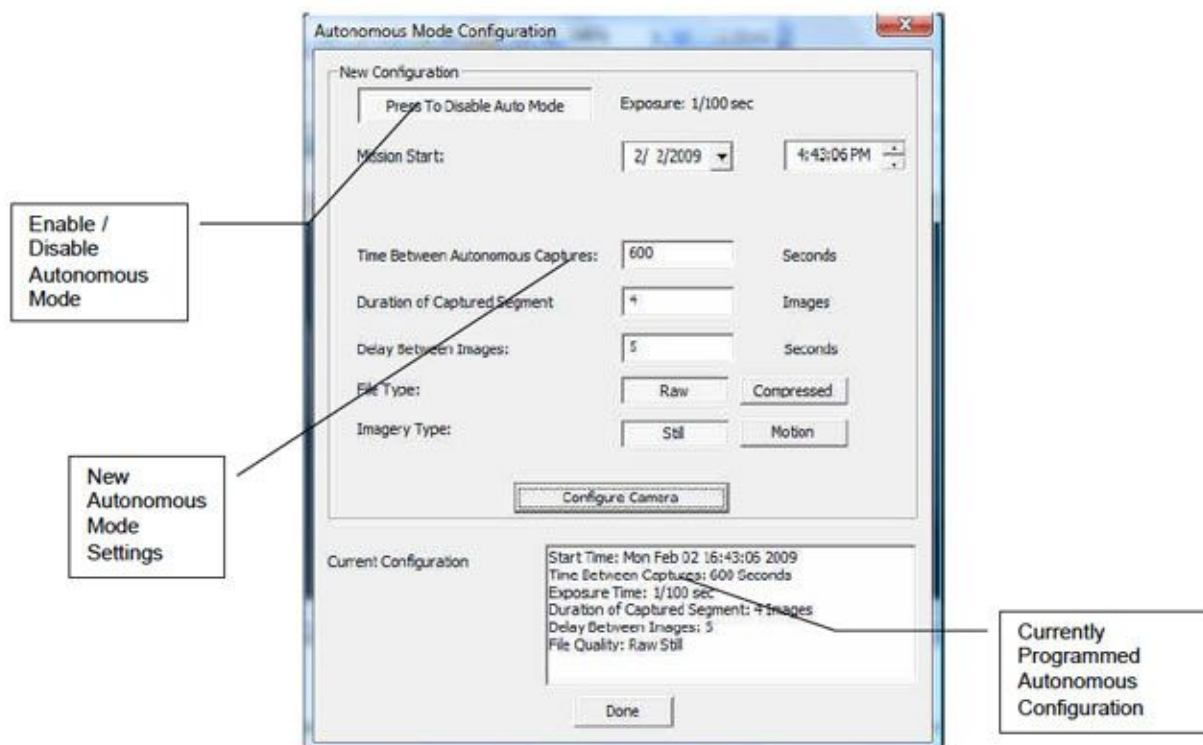 Autonomous Mode Configuration
New Configuration
Press To Disable Auto Mode
Exposure: 1/100 sec
Mission Start:
2/ 2/2009
4:43:06 PM
Enable /
Disable
Autonomous
Mode
Time Between Autonomous Captures:
600
Seconds
Duration of Captured Segment
4
Images
Delay Between Images:
5
Seconds
File Type:
Raw
Compressed
Imagery Type:
Still
Motion
New
Autonomous
Mode
Settings
Configure Camera
Current Configuration
Start Time: Mon Feb 02 16:43:06 2009
Time Between Captures: 600 Seconds
Exposure Time: 1/100 sec
Duration of Captured Segment: 4 Images
Delay Between Images: 5
File Quality: Raw Still
Currently
Programmed
Autonomous
Configuration
Done